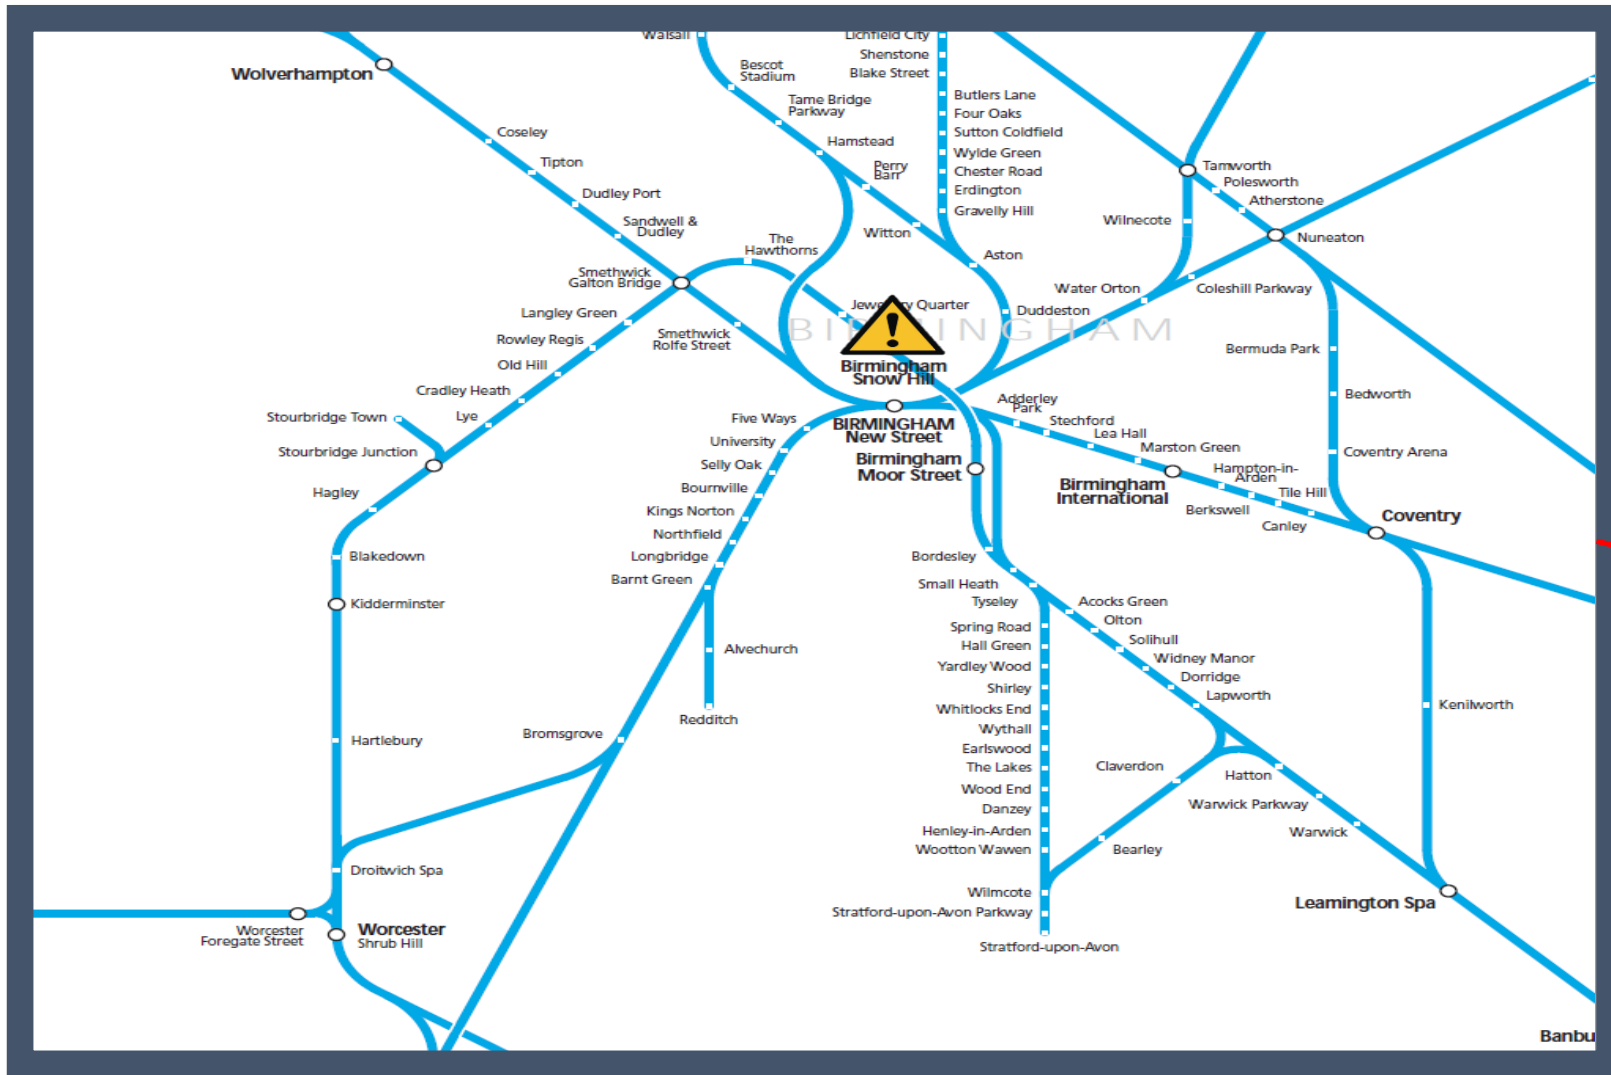 Walsall
Lichfield City
Shenstone
Blake Street
Wolverhampton
Bescot
Stadium
Butlers Lane
Tame Bridge
Parkway
Four Oaks
Coseley
Sutton Coldfield
Hamstead
Wylde Green
Tipton
Perry
Barr
Chester Road
Tamworth
Polesworth
Dudley Port
Erdington
Atherstone
Gravelly Hill
Wilnecote
Sandwell &
Dudley
Witton
Nuneaton
The
Hawthorns
Aston
Smethwick
Galton Bridge
Water Orton
Coleshill Parkway
Jewellery Quarter
Langley Green
Duddeston
BIRMINGHAM
Smethwick
Rolfe Street
Rowley Regis
Bermuda Park
!
Old Hill
Birmingham
Snow Hill
Cradley Heath
Bedworth
Adderley
Park
Stourbridge Town
Lye
Five Ways
BIRMINGHAM
New Street
Stechford
Lea Hall
University
Marston Green
Stourbridge Junction
Coventry Arena
Selly Oak
Birmingham
Moor Street
Hampton-in-
Arden
Birmingham
International
Hagley
Bournville
Tile Hill
Kings Norton
Berkswell
Coventry
Canley
Northfield
Blakedown
Longbridge
Bordesley
Barnt Green
Small Heath
Kidderminster
Tyseley
Acocks Green
Olton
Spring Road
Solihull
Hall Green
Alvechurch
Widney Manor
Yardley Wood
Dorridge
Shirley
Lapworth
Whitlocks End
Kenilworth
Redditch
Wythall
Bromsgrove
Hartlebury
Earlswood
The Lakes
Claverdon
Hatton
Wood End
Danzey
Warwick Parkway
Henley-in-Arden
Warwick
Wootton Wawen
Bearley
Droitwich Spa
Wilmcote
Leamington Spa
Stratford-upon-Avon Parkway
Worcester
Foregate Street
Worcester
Shrub Hill
Stratford-upon-Avon
Banbu